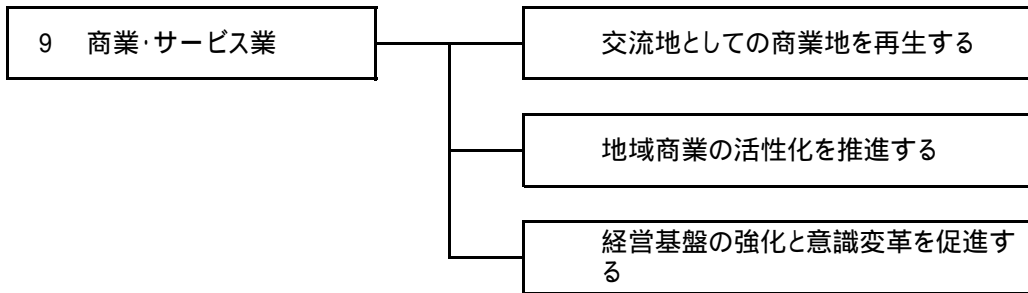 9　商業・サービス業
交流地としての商業地を再生する
地域商業の活性化を推進する
経営基盤の強化と意識変革を促進す
る